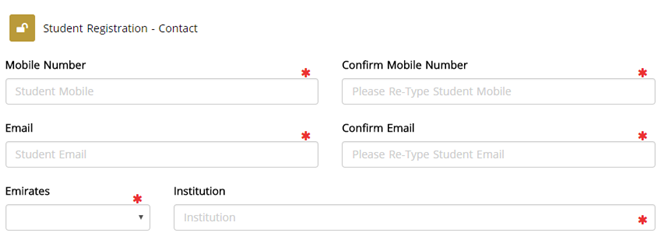 Student Registration - Contact
Mobile Number * Confirm Mobile Number *
Student Mobile Please Re-Type Student Mobile
Email * Confirm Email *
Student Email Please Re-Type Student Email
Emirates * Institution
Institution *